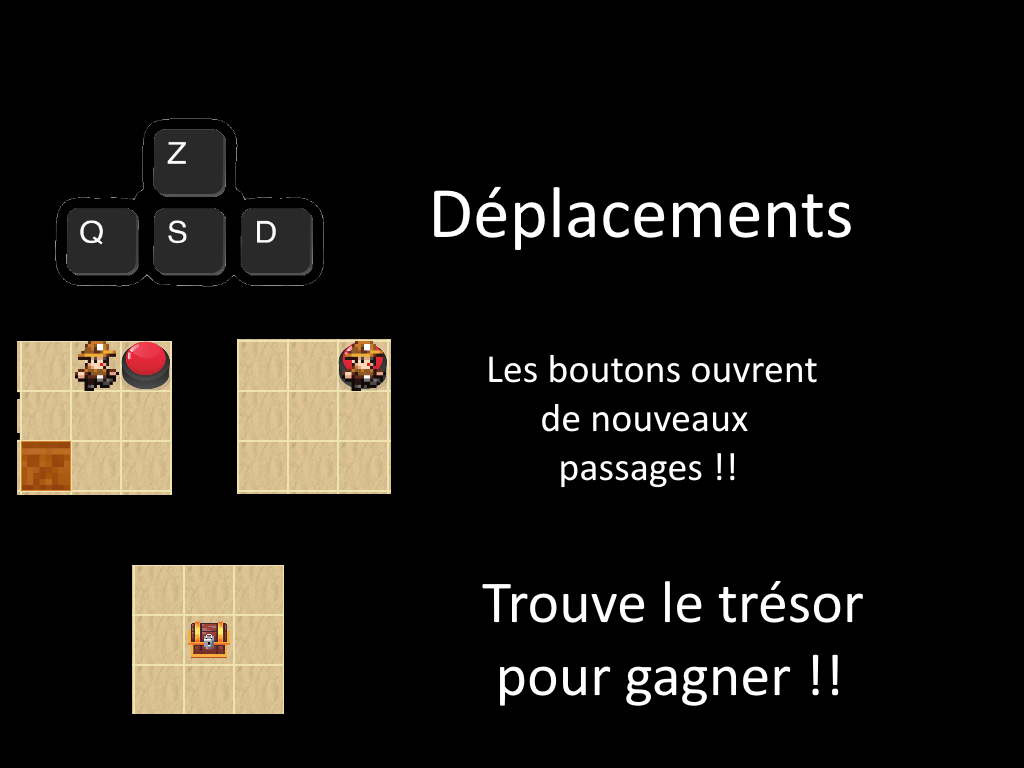 Z
Q S D
Déplacements
Les boutons ouvrent
de nouveaux
passages !!
Trouve le trésor
pour gagner !!